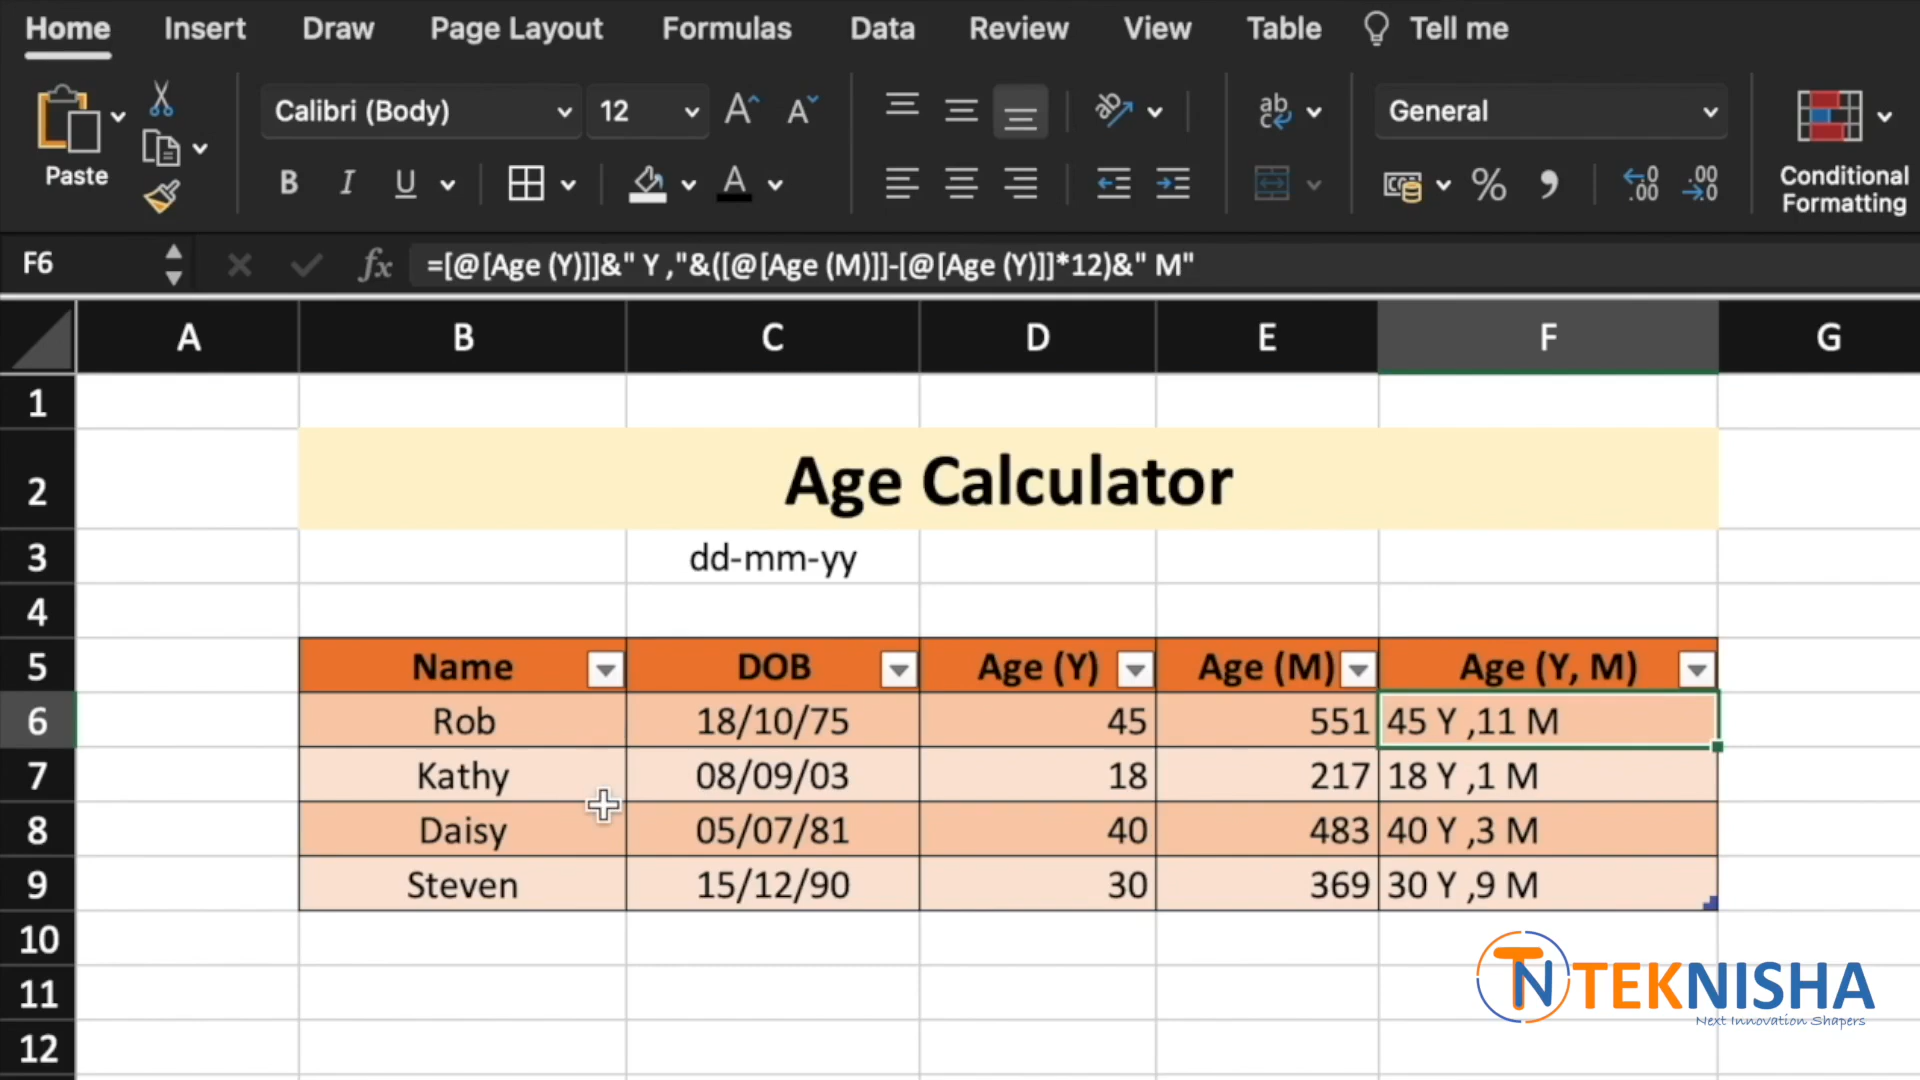 Home Insert Draw Page Layout Formulas Data Review View Table Tell me
Calibri (Body) 12 General
Paste B I U Conditional Formatting
F6 fx =[@[Age (Y)]]&" Y ,"&([@[Age (M)]]-[@[Age (Y)]]*12)&" M"
A B C D E F G
1
2 Age Calculator
3 dd-mm-yy
4
5 Name DOB Age (Y) Age (M) Age (Y, M)
6 Rob 18/10/75 45 551 45 Y ,11 M
7 Kathy 08/09/03 18 217 18 Y ,1 M
8 Daisy 05/07/81 40 483 40 Y ,3 M
9 Steven 15/12/90 30 369 30 Y ,9 M
10
11
12
TN TEKNISHA
Next Innovation Shapers